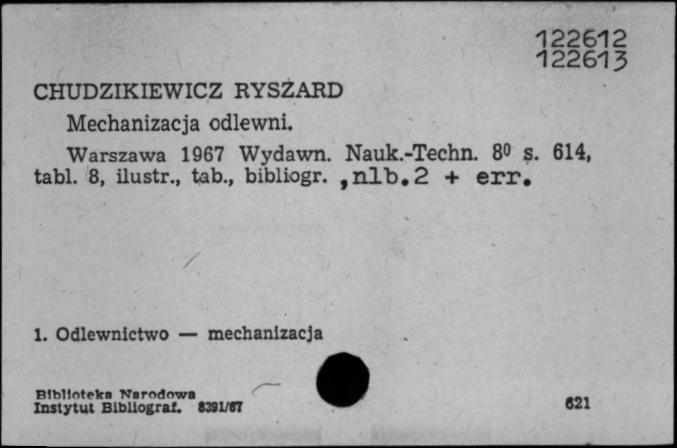 122612
122613
CHUDZIKIEWICZ RYSZARD
Mechanizacja odlewni.
Warszawa 1967 Wydawn. Nauk.-Techn. 8⁰ s. 614,
tabl. 8, ilustr., tab., bibliogr. ,nlb.2 + err.
1. Odlewnictwo — mechanizacja
Biblioteka Narodowa
Instytut Bibliograf. 8391/67
621